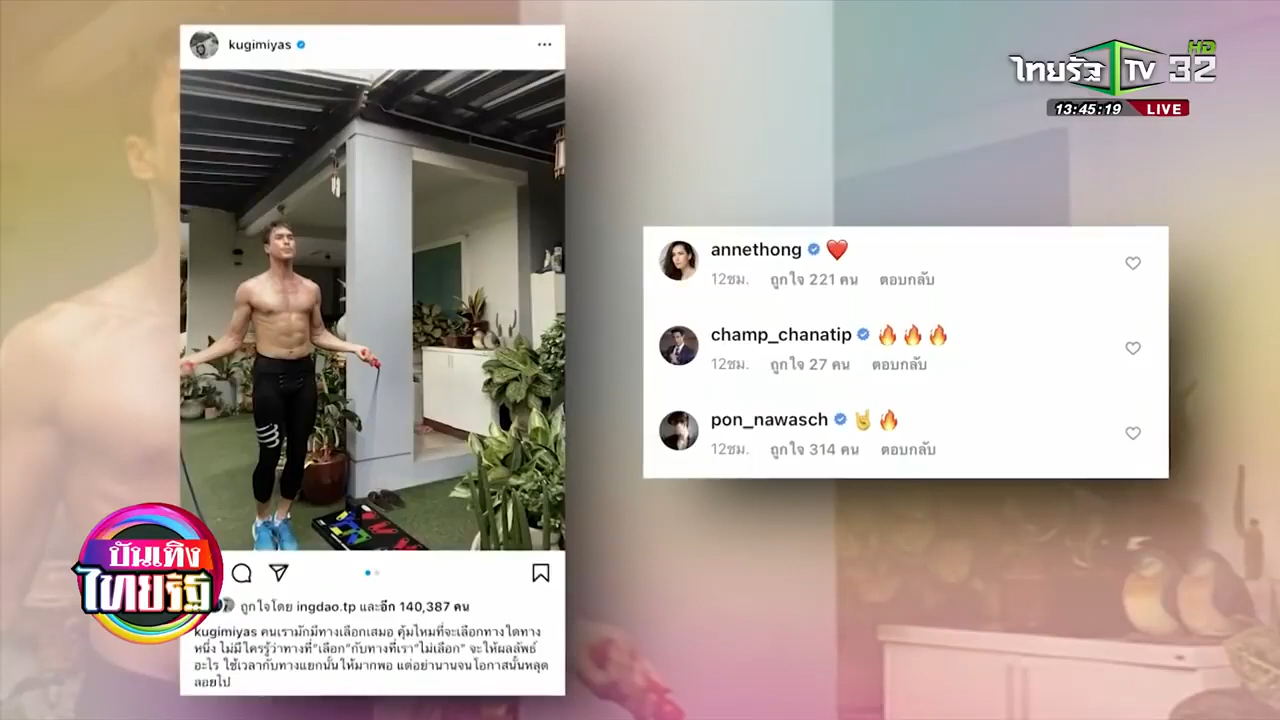 kugimiyas
ไทยรัฐ TV 32 HD
13:45:19 LIVE
annethong
12ชม. ถูกใจ 221 คน ตอบกลับ
champ_chanatip
12ชม. ถูกใจ 27 คน ตอบกลับ
pon_nawasch
12ชม. ถูกใจ 314 คน ตอบกลับ
บันเทิง
ไทยรัฐ
ถูกใจโดย ingdao.tp และอีก 140,387 คน
kugimiyas คนเรามักมีทางเลือกเสมอ คุ้มไหมที่จะเลือกทางใดทาง
หนึ่ง ไม่มีใครรู้ว่าทางที่"เลือก"กับทางที่เรา"ไม่เลือก" จะให้ผลลัพธ์
อะไร ใช้เวลากับทางแยกนั้นให้มากพอ แต่อย่านานจนโอกาสนั้นหลุด
ลอยไป